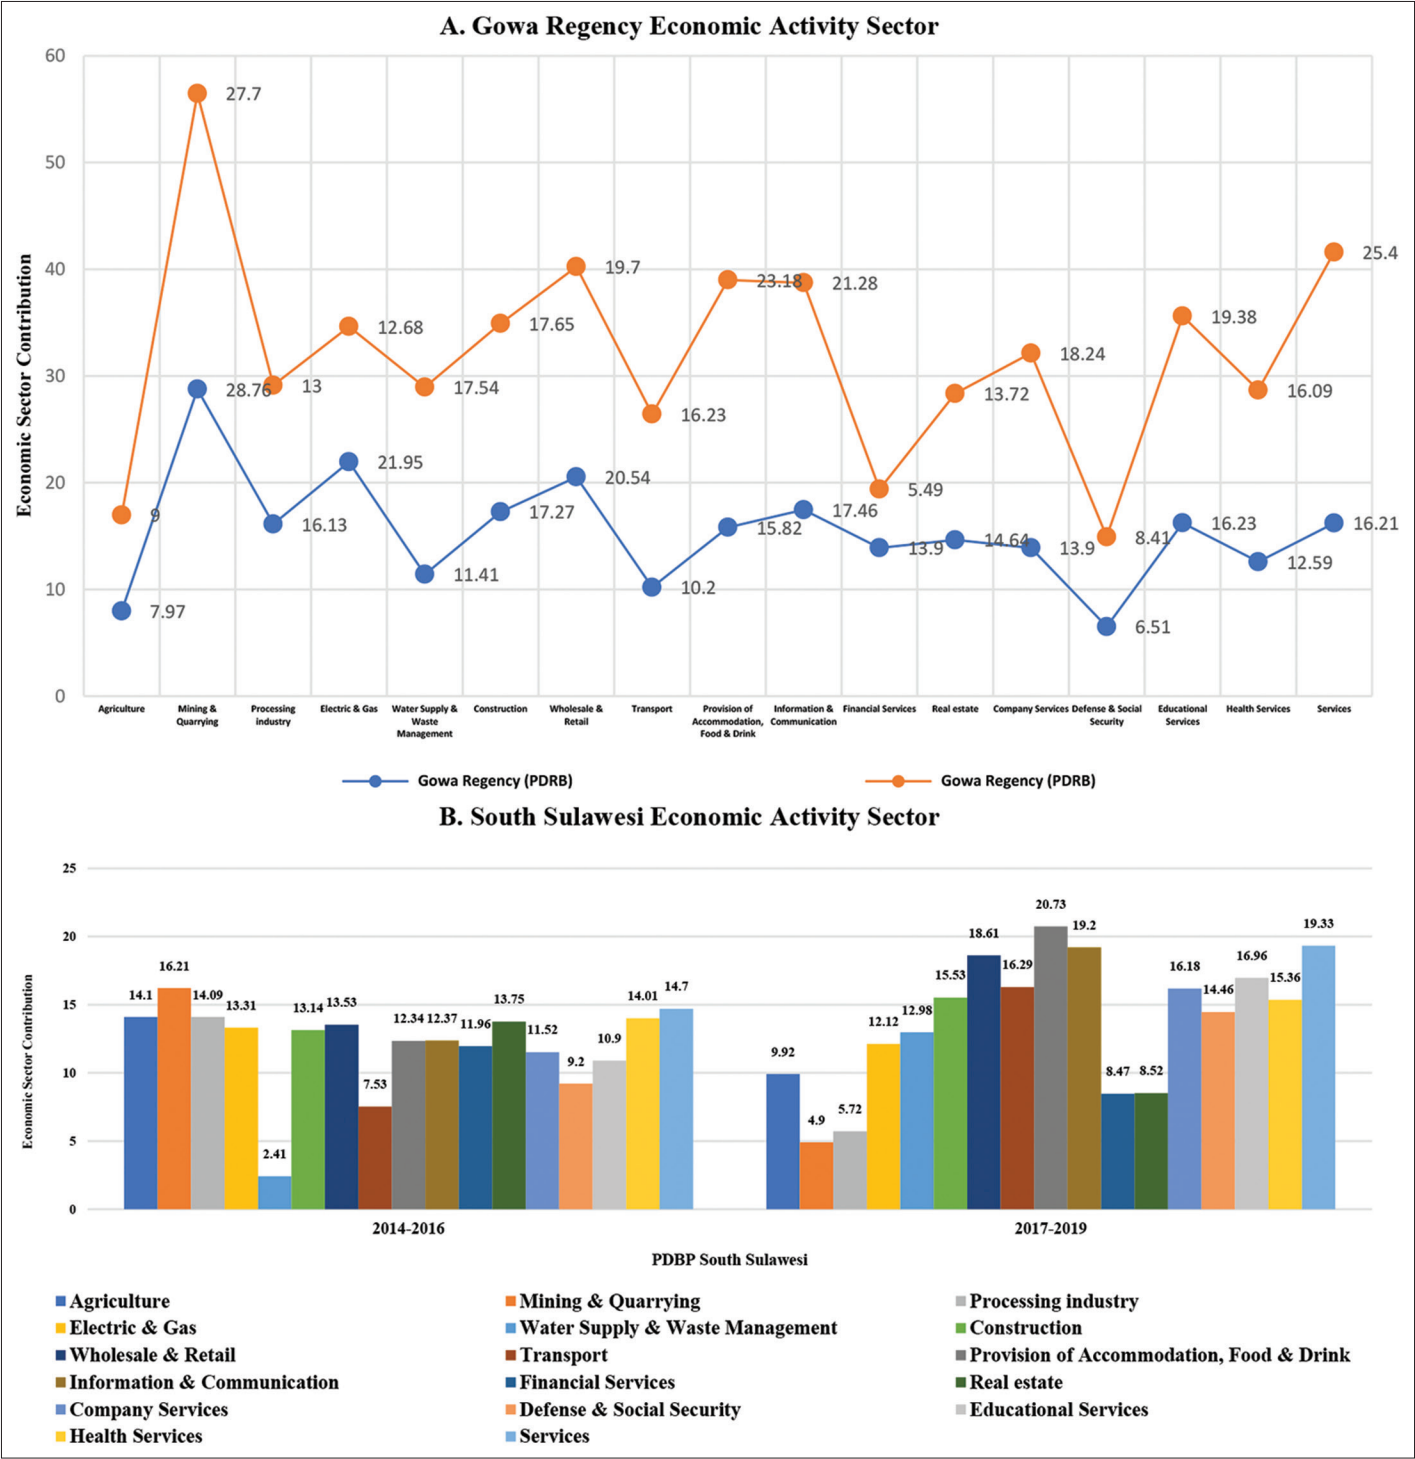 A. Gowa Regency Economic Activity Sector
Economic Sector Contribution
60
50
40
30
20
10
0
9
27.7
13
12.68
17.54
17.65
19.7
16.23
23.18
21.28
5.49
13.72
18.24
8.41
19.38
16.09
25.4
7.97
28.76
16.13
21.95
11.41
17.27
20.54
10.2
15.82
17.46
13.9
14.64
13.9
6.51
16.23
12.59
16.21
Agriculture
Mining &
Quarrying
Processing
industry
Electric & Gas
Water Supply &
Waste
Management
Construction
Wholesale &
Retail
Transport
Provision of
Accommodation,
Food & Drink
Information &
Communication
Financial Services
Real estate
Company Services
Defense & Social
Security
Educational
Services
Health Services
Services
Gowa Regency (PDRB)
Gowa Regency (PDRB)
B. South Sulawesi Economic Activity Sector
Economic Sector Contribution
25
20
15
10
5
0
14.1
16.21
14.09
13.31
2.41
13.14
13.53
7.53
12.34
12.37
11.96
13.75
11.52
9.2
10.9
14.01
14.7
9.92
4.9
5.72
12.12
12.98
15.53
18.61
16.29
20.73
19.2
8.47
8.52
16.18
14.46
16.96
15.36
19.33
2014-2016
2017-2019
PDBP South Sulawesi
Agriculture
Mining & Quarrying
Processing industry
Electric & Gas
Water Supply & Waste Management
Construction
Wholesale & Retail
Transport
Provision of Accommodation, Food & Drink
Information & Communication
Financial Services
Real estate
Company Services
Defense & Social Security
Educational Services
Health Services
Services